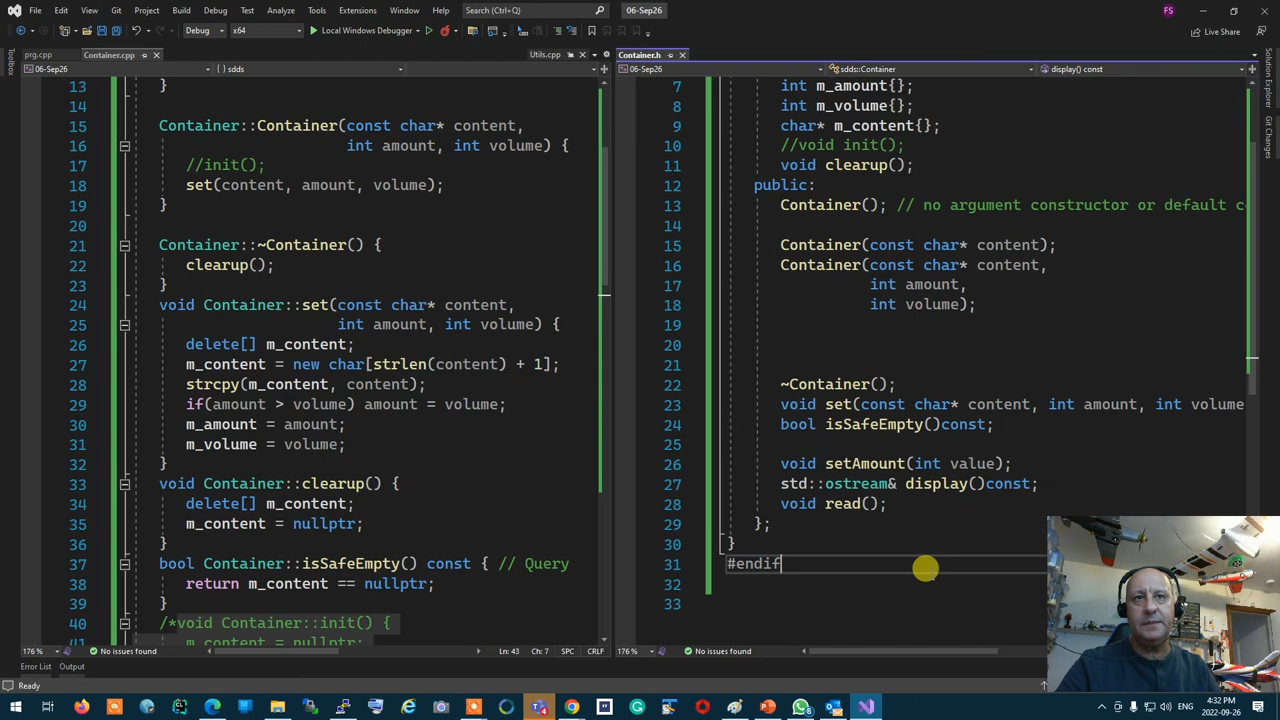 File Edit View Git Project Build Debug Test Analyze Tools Extensions Window Help Search (Ctrl+Q) 06-Sep26 FS
Debug x64 Local Windows Debugger Live Share
prg.cpp Container.cpp Utils.cpp Container.h
06-Sep26 {} sdds 06-Sep26 sdds::Container display() const
Toolbox
Solution Explorer
Git Changes
13 }
14
15 Container::Container(const char* content,
16 int amount, int volume) {
17 //init();
18 set(content, amount, volume);
19 }
20
21 Container::~Container() {
22 clearup();
23 }
24 void Container::set(const char* content,
25 int amount, int volume) {
26 delete[] m_content;
27 m_content = new char[strlen(content) + 1];
28 strcpy(m_content, content);
29 if(amount > volume) amount = volume;
30 m_amount = amount;
31 m_volume = volume;
32 }
33 void Container::clearup() {
34 delete[] m_content;
35 m_content = nullptr;
36 }
37 bool Container::isSafeEmpty() const { // Query
38 return m_content == nullptr;
39 }
40 /*void Container::init() {
41 m_content = nullptr;
7 int m_amount{};
8 int m_volume{};
9 char* m_content{};
10 //void init();
11 void clearup();
12 public:
13 Container(); // no argument constructor or default c
14
15 Container(const char* content);
16 Container(const char* content,
17 int amount,
18 int volume);
19
20
21
22 ~Container();
23 void set(const char* content, int amount, int volume
24 bool isSafeEmpty()const;
25
26 void setAmount(int value);
27 std::ostream& display()const;
28 void read();
29 };
30 }
31 #endif
32
33
176 % No issues found Ln: 43 Ch: 7 SPC CRLF 176 % No issues found
Error List Output
Ready
4:32 PM
2022-09-26